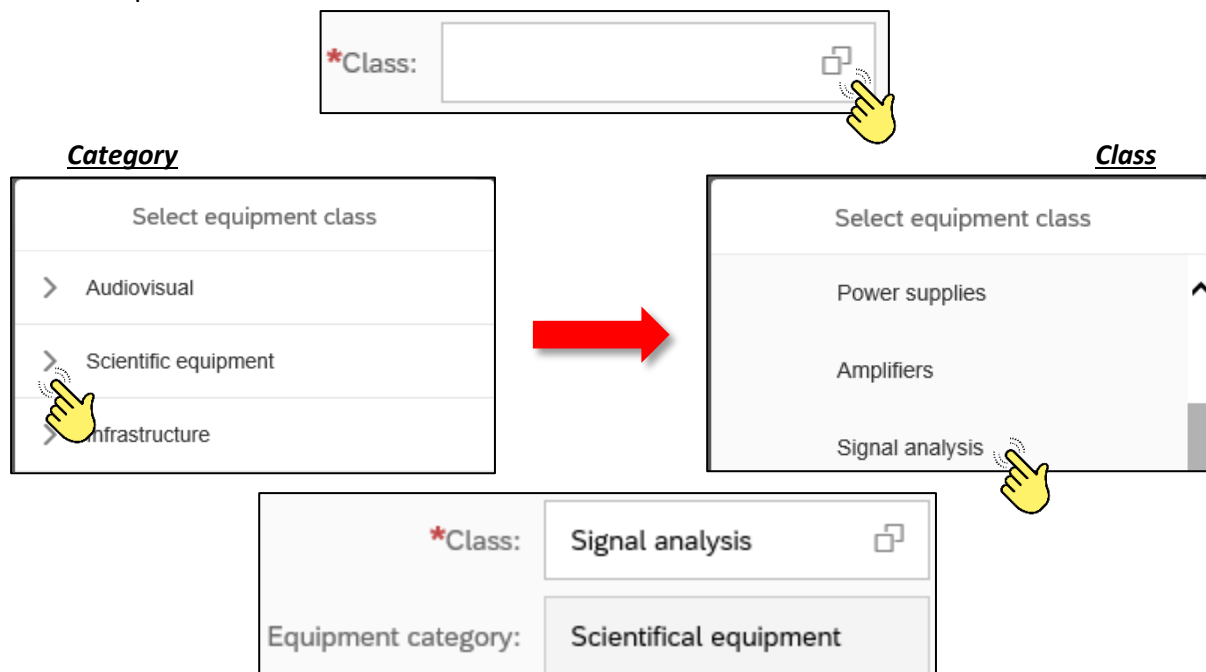 *Class:
Category
Class
Select equipment class
Audiovisual
Scientific equipment
Infrastructure
Select equipment class
Power supplies
Amplifiers
Signal analysis
*Class: Signal analysis
Equipment category: Scientifical equipment